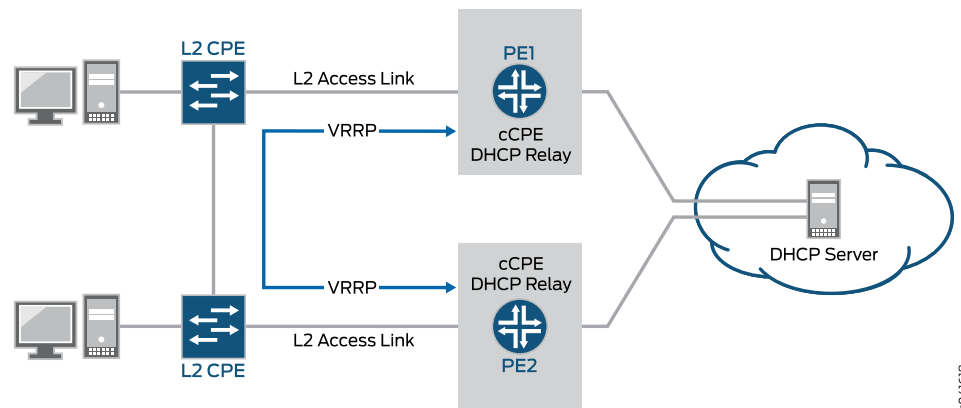 L2 CPE
PE1
L2 Access Link
VRRP
cCPE
DHCP Relay
DHCP Server
cCPE
DHCP Relay
VRRP
L2 Access Link
L2 CPE
PE2